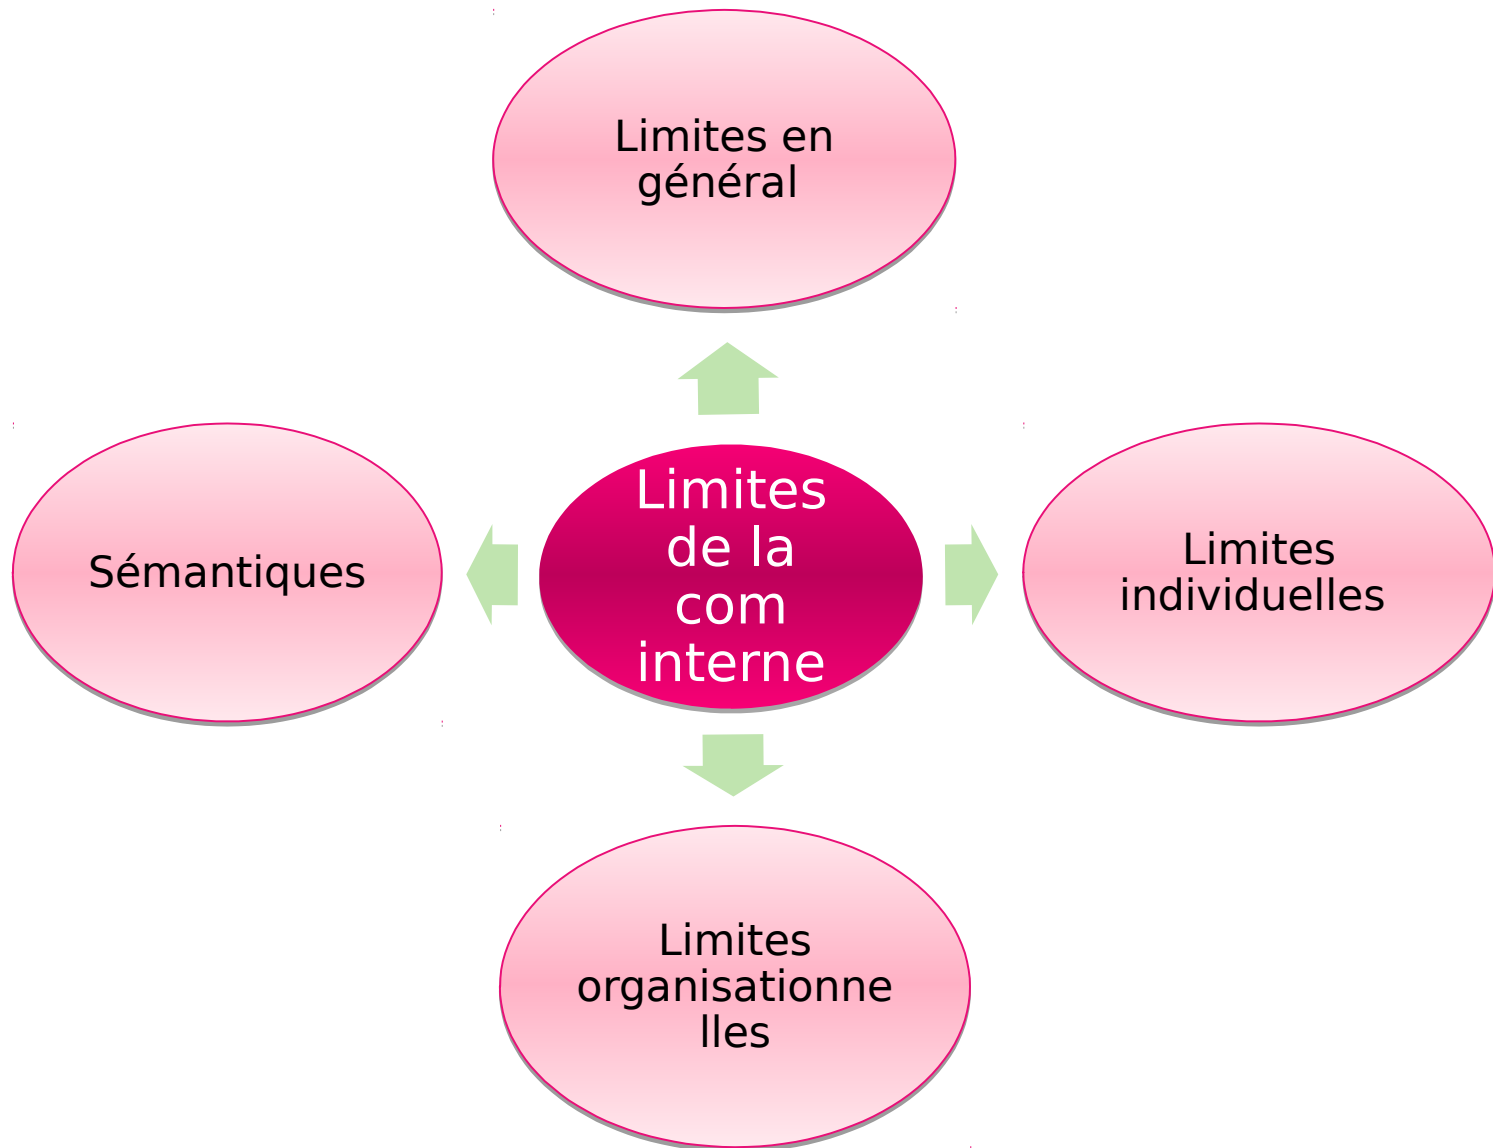 Limites en
général
Sémantiques
Limites
de la
com
interne
Limites
individuelles
Limites
organisationne
lles